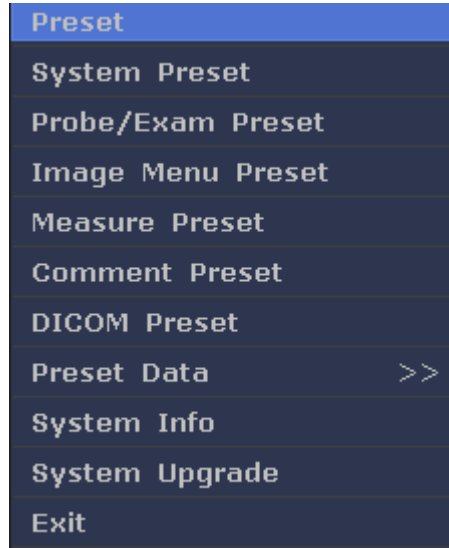 Preset
System Preset
Probe/Exam Preset
Image Menu Preset
Measure Preset
Comment Preset
DICOM Preset
Preset Data >>
System Info
System Upgrade
Exit